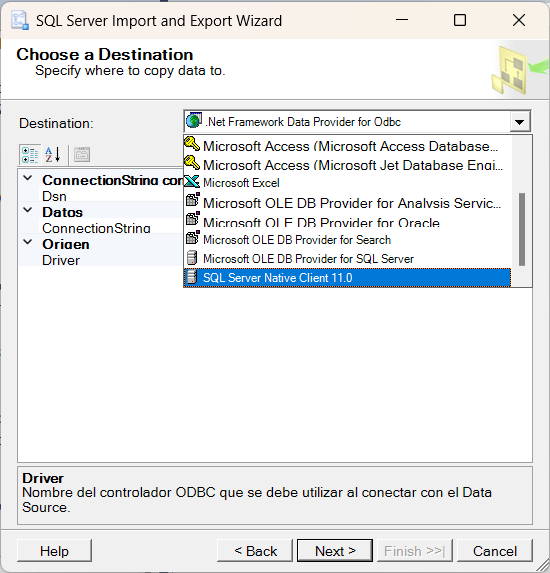 SQL Server Import and Export Wizard
Choose a Destination
Specify where to copy data to.
Destination:
.Net Framework Data Provider for Odbc
Microsoft Access (Microsoft Access Database...
Microsoft Access (Microsoft Jet Database Engi...
Microsoft Excel
Microsoft OLE DB Provider for Analysis Servic...
Microsoft OLE DB Provider for Oracle
Microsoft OLE DB Provider for Search
Microsoft OLE DB Provider for SQL Server
SQL Server Native Client 11.0
ConnectionString con
Dsn
Datos
ConnectionString
Origen
Driver
Driver
Nombre del controlador ODBC que se debe utilizar al conectar con el Data
Source.
Help
< Back
Next >
Finish >>|
Cancel